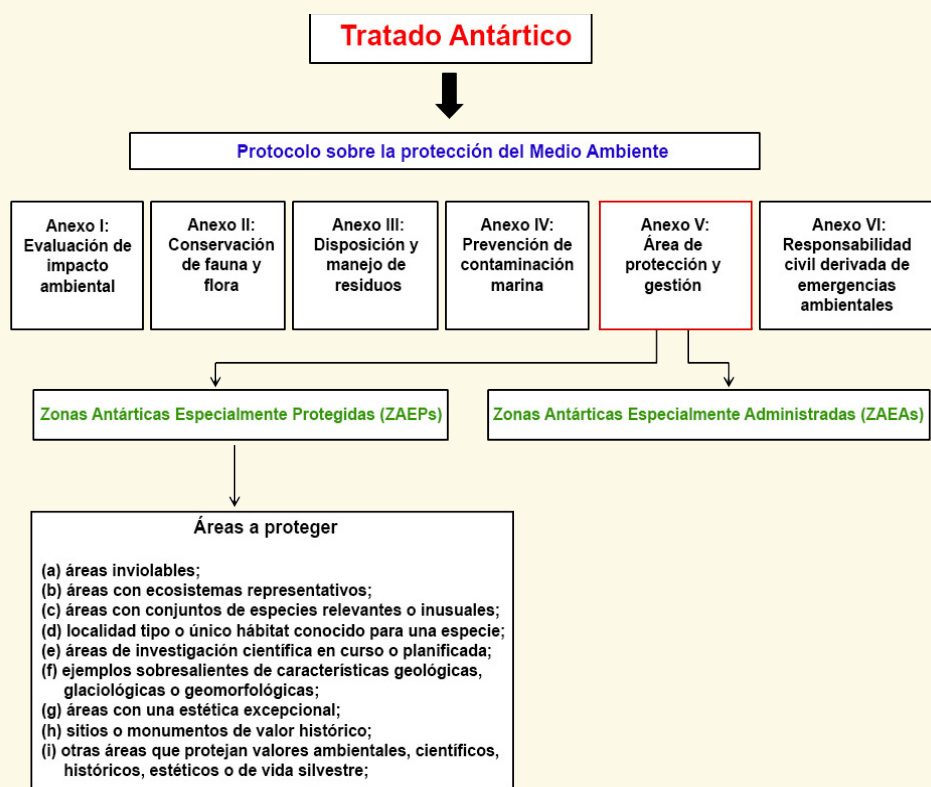 Tratado Antártico
Protocolo sobre la protección del Medio Ambiente
Anexo I:
Evaluación de
impacto
ambiental
Anexo II:
Conservación
de fauna y
flora
Anexo III:
Disposición y
manejo de
residuos
Anexo IV:
Prevención de
contaminación
marina
Anexo V:
Área de
protección y
gestión
Anexo VI:
Responsabilidad
civil derivada de
emergencias
ambientales
Zonas Antárticas Especialmente Protegidas (ZAEPs)
Zonas Antárticas Especialmente Administradas (ZAEAs)
Áreas a proteger
(a) áreas inviolables;
(b) áreas con ecosistemas representativos;
(c) áreas con conjuntos de especies relevantes o inusuales;
(d) localidad tipo o único hábitat conocido para una especie;
(e) áreas de investigación científica en curso o planificada;
(f) ejemplos sobresalientes de características geológicas,
glaciológicas o geomorfológicas;
(g) áreas con una estética excepcional;
(h) sitios o monumentos de valor histórico;
(i) otras áreas que protejan valores ambientales, científicos,
históricos, estéticos o de vida silvestre;